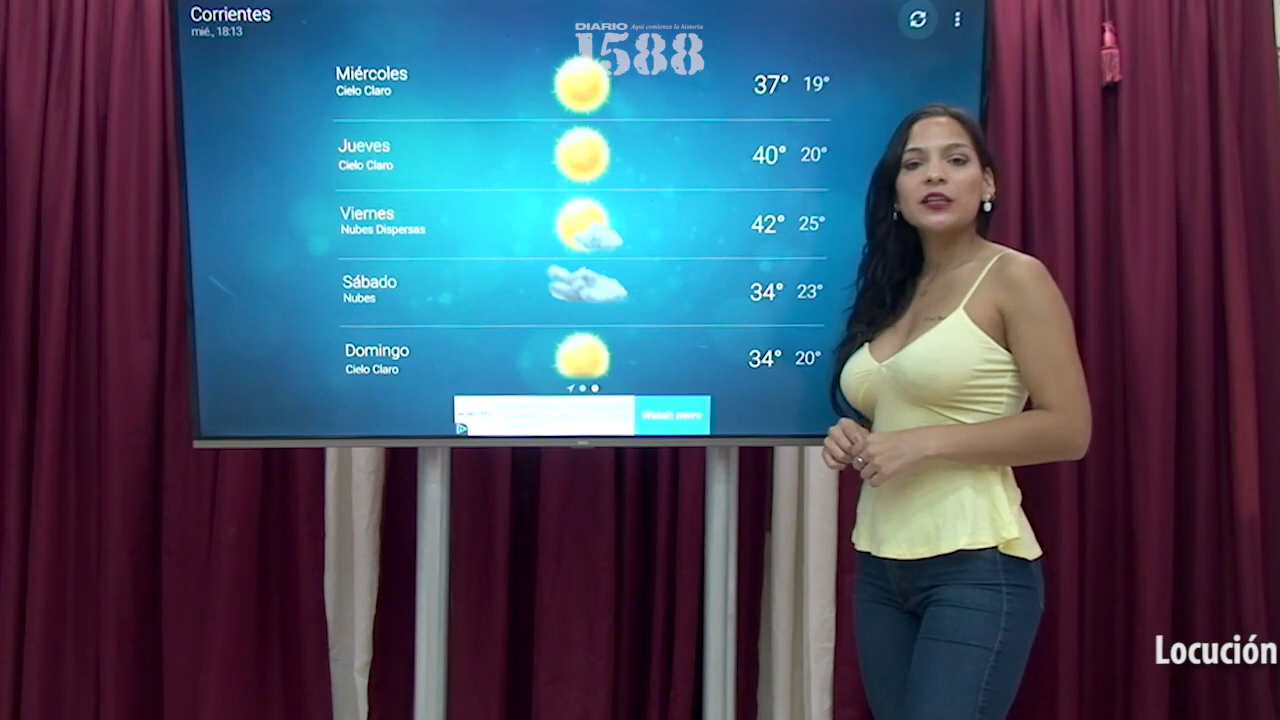 Corrientes
mié., 18:13
DIARIO Aquí comienza la historia
1588
Miércoles
Cielo Claro
37° 19°
Jueves
Cielo Claro
40° 20°
Viernes
Nubes Dispersas
42° 25°
Sábado
Nubes
34° 23°
Domingo
Cielo Claro
34° 20°
Watch more
Locución